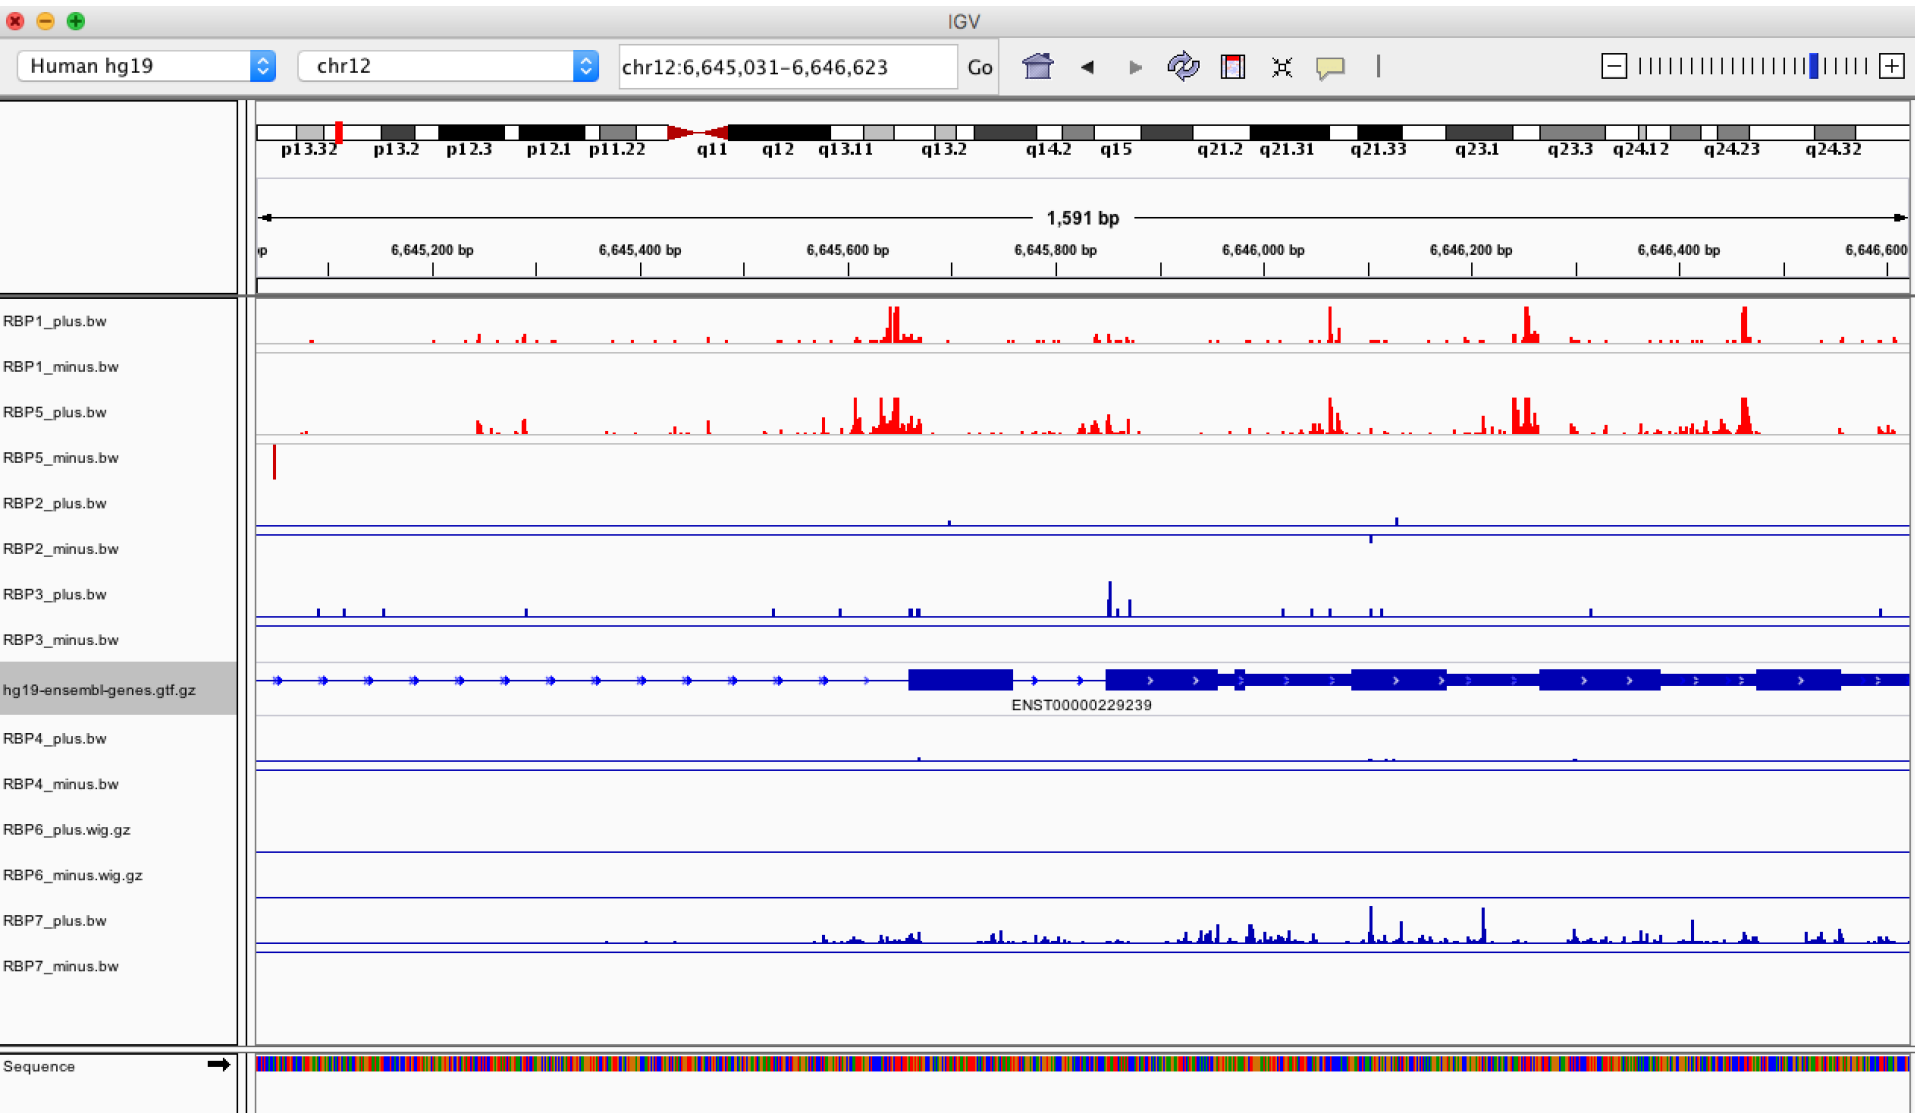 IGV
Human hg19 chr12 chr12:6,645,031-6,646,623 Go
p13.32 p13.2 p12.3 p12.1 p11.22 q11 q12 q13.11 q13.2 q14.2 q15 q21.2 q21.31 q21.33 q23.1 q23.3 q24.12 q24.23 q24.32
1,591 bp
p 6,645,200 bp 6,645,400 bp 6,645,600 bp 6,645,800 bp 6,646,000 bp 6,646,200 bp 6,646,400 bp 6,646,600
RBP1_plus.bw
RBP1_minus.bw
RBP5_plus.bw
RBP5_minus.bw
RBP2_plus.bw
RBP2_minus.bw
RBP3_plus.bw
RBP3_minus.bw
hg19-ensembl-genes.gtf.gz
ENST00000229239
RBP4_plus.bw
RBP4_minus.bw
RBP6_plus.wig.gz
RBP6_minus.wig.gz
RBP7_plus.bw
RBP7_minus.bw
Sequence